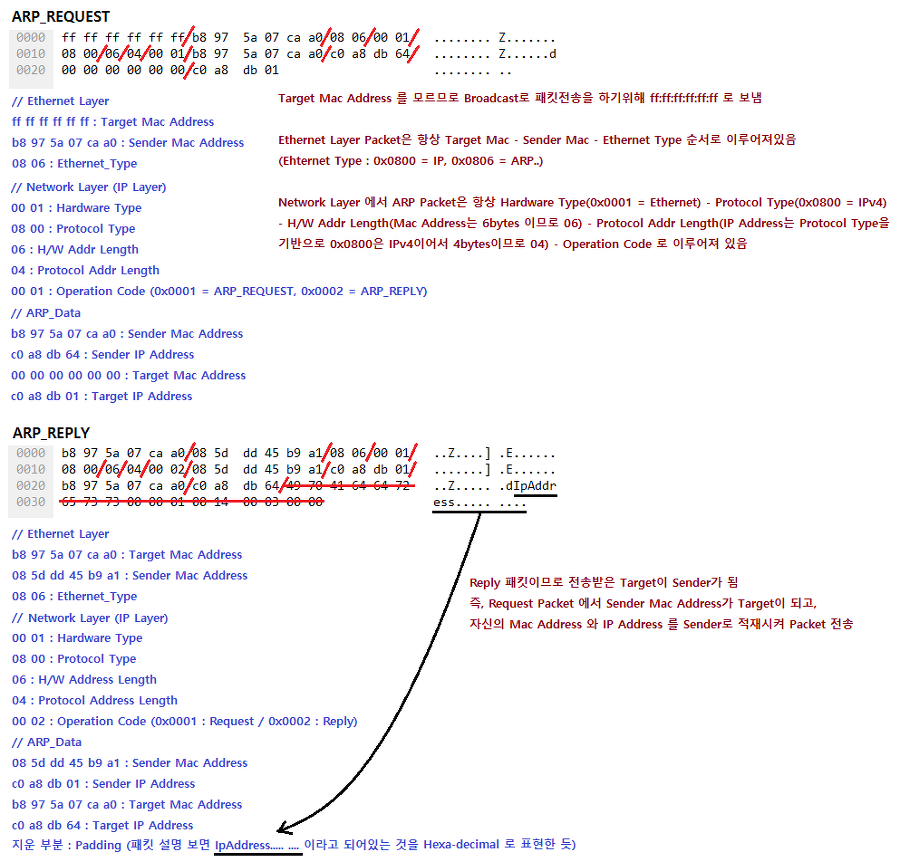 ARP_REQUEST
0000 ff ff ff ff ff ff b8 97 5a 07 ca a0 08 06 00 01 ........ Z.......
0010 08 00 06 04 00 01 b8 97 5a 07 ca a0 c0 a8 db 64 ........ Z......d
0020 00 00 00 00 00 00 c0 a8 db 01 ........ ..
Target Mac Address 를 모르므로 Broadcast로 패킷전송을 하기위해 ff:ff:ff:ff:ff:ff 로 보냄
// Ethernet Layer
ff ff ff ff ff ff : Target Mac Address
b8 97 5a 07 ca a0 : Sender Mac Address
08 06 : Ethernet_Type
Ethernet Layer Packet은 항상 Target Mac - Sender Mac - Ethernet Type 순서로 이루어져있음
(Ehternet Type : 0x0800 = IP, 0x0806 = ARP..)
// Network Layer (IP Layer)
00 01 : Hardware Type
08 00 : Protocol Type
06 : H/W Addr Length
04 : Protocol Addr Length
00 01 : Operation Code (0x0001 = ARP_REQUEST, 0x0002 = ARP_REPLY)
Network Layer 에서 ARP Packet은 항상 Hardware Type(0x0001 = Ethernet) - Protocol Type(0x0800 = IPv4)
- H/W Addr Length(Mac Address는 6bytes 이므로 06) - Protocol Addr Length(IP Address는 Protocol Type을
기반으로 0x0800은 IPv4이어서 4bytes이므로 04) - Operation Code 로 이루어져 있음
// ARP_Data
b8 97 5a 07 ca a0 : Sender Mac Address
c0 a8 db 64 : Sender IP Address
00 00 00 00 00 00 : Target Mac Address
c0 a8 db 01 : Target IP Address
ARP_REPLY
0000 b8 97 5a 07 ca a0 08 5d dd 45 b9 a1 08 06 00 01 ..Z....] .E......
0010 08 00 06 04 00 02 08 5d dd 45 b9 a1 c0 a8 db 01 .......] .E......
0020 b8 97 5a 07 ca a0 c0 a8 db 64 49 70 41 64 64 72 ..Z..... .dIpAddr
0030 65 73 73 00 00 01 00 14 00 03 00 00 ess..... ....
// Ethernet Layer
b8 97 5a 07 ca a0 : Target Mac Address
08 5d dd 45 b9 a1 : Sender Mac Address
08 06 : Ethernet_Type
// Network Layer (IP Layer)
00 01 : Hardware Type
08 00 : Protocol Type
06 : H/W Address Length
04 : Protocol Address Length
00 02 : Operation Code (0x0001 : Request / 0x0002 : Reply)
Reply 패킷이므로 전송받은 Target이 Sender가 됨
즉, Request Packet 에서 Sender Mac Address가 Target이 되고,
자신의 Mac Address 와 IP Address 를 Sender로 적재시켜 Packet 전송
// ARP_Data
08 5d dd 45 b9 a1 : Sender Mac Address
c0 a8 db 01 : Sender IP Address
b8 97 5a 07 ca a0 : Target Mac Address
c0 a8 db 64 : Target IP Address
지운 부분 : Padding (패킷 설명 보면 IpAddress..... .... 이라고 되어있는 것을 Hexa-decimal 로 표현한 듯)